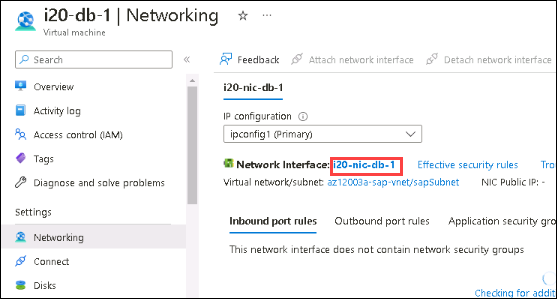 i20-db-1 | Networking
Virtual machine
Search
Overview
Activity log
Access control (IAM)
Tags
Diagnose and solve problems
Settings
Networking
Connect
Disks
Feedback Attach network interface Detach network interface
i20-nic-db-1
IP configuration
ipconfig1 (Primary)
Network Interface: i20-nic-db-1 Effective security rules Tro
Virtual network/subnet: az12003a-sap-vnet/sapSubnet NIC Public IP: -
Inbound port rules Outbound port rules Application security grou
This network interface does not contain network security groups
Checking for addit